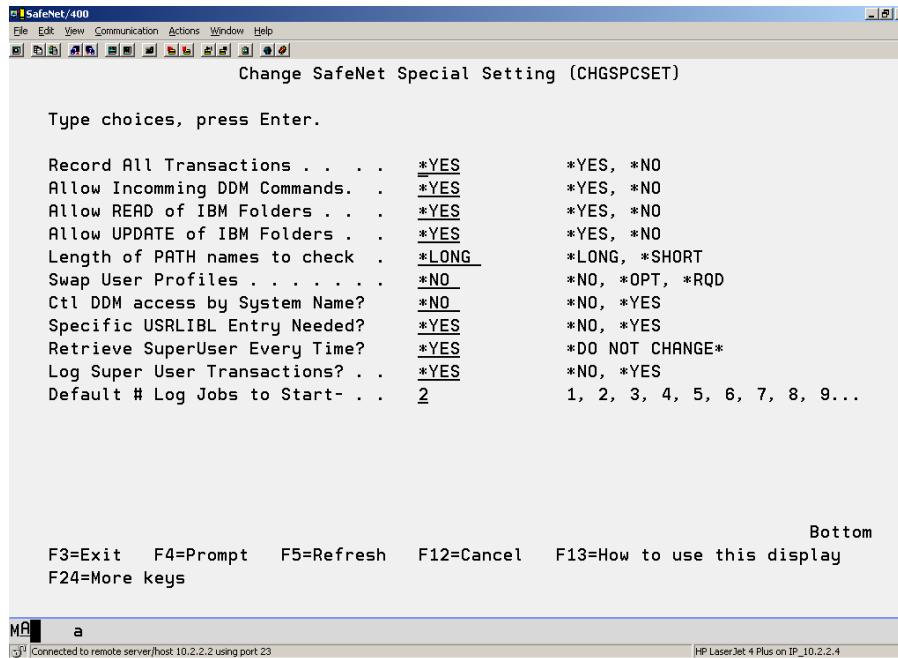 SafeNet/400
File Edit View Communication Actions Window Help
Change SafeNet Special Setting (CHGSPCSET)
Type choices, press Enter.
Record All Transactions . . . . *YES *YES, *NO
Allow Incomming DDM Commands. . *YES *YES, *NO
Allow READ of IBM Folders . . . *YES *YES, *NO
Allow UPDATE of IBM Folders . . *YES *YES, *NO
Length of PATH names to check . *LONG *LONG, *SHORT
Swap User Profiles . . . . . . . *NO *NO, *OPT, *RQD
Ctl DDM access by System Name? *NO *NO, *YES
Specific USRLIBL Entry Needed? *YES *NO, *YES
Retrieve SuperUser Every Time? *YES *DO NOT CHANGE*
Log Super User Transactions? . . *YES *NO, *YES
Default # Log Jobs to Start- . . 2 1, 2, 3, 4, 5, 6, 7, 8, 9...
Bottom
F3=Exit F4=Prompt F5=Refresh F12=Cancel F13=How to use this display
F24=More keys
MA a
Connected to remote server/host 10.2.2.2 using port 23 HP LaserJet 4 Plus on IP_10.2.2.4